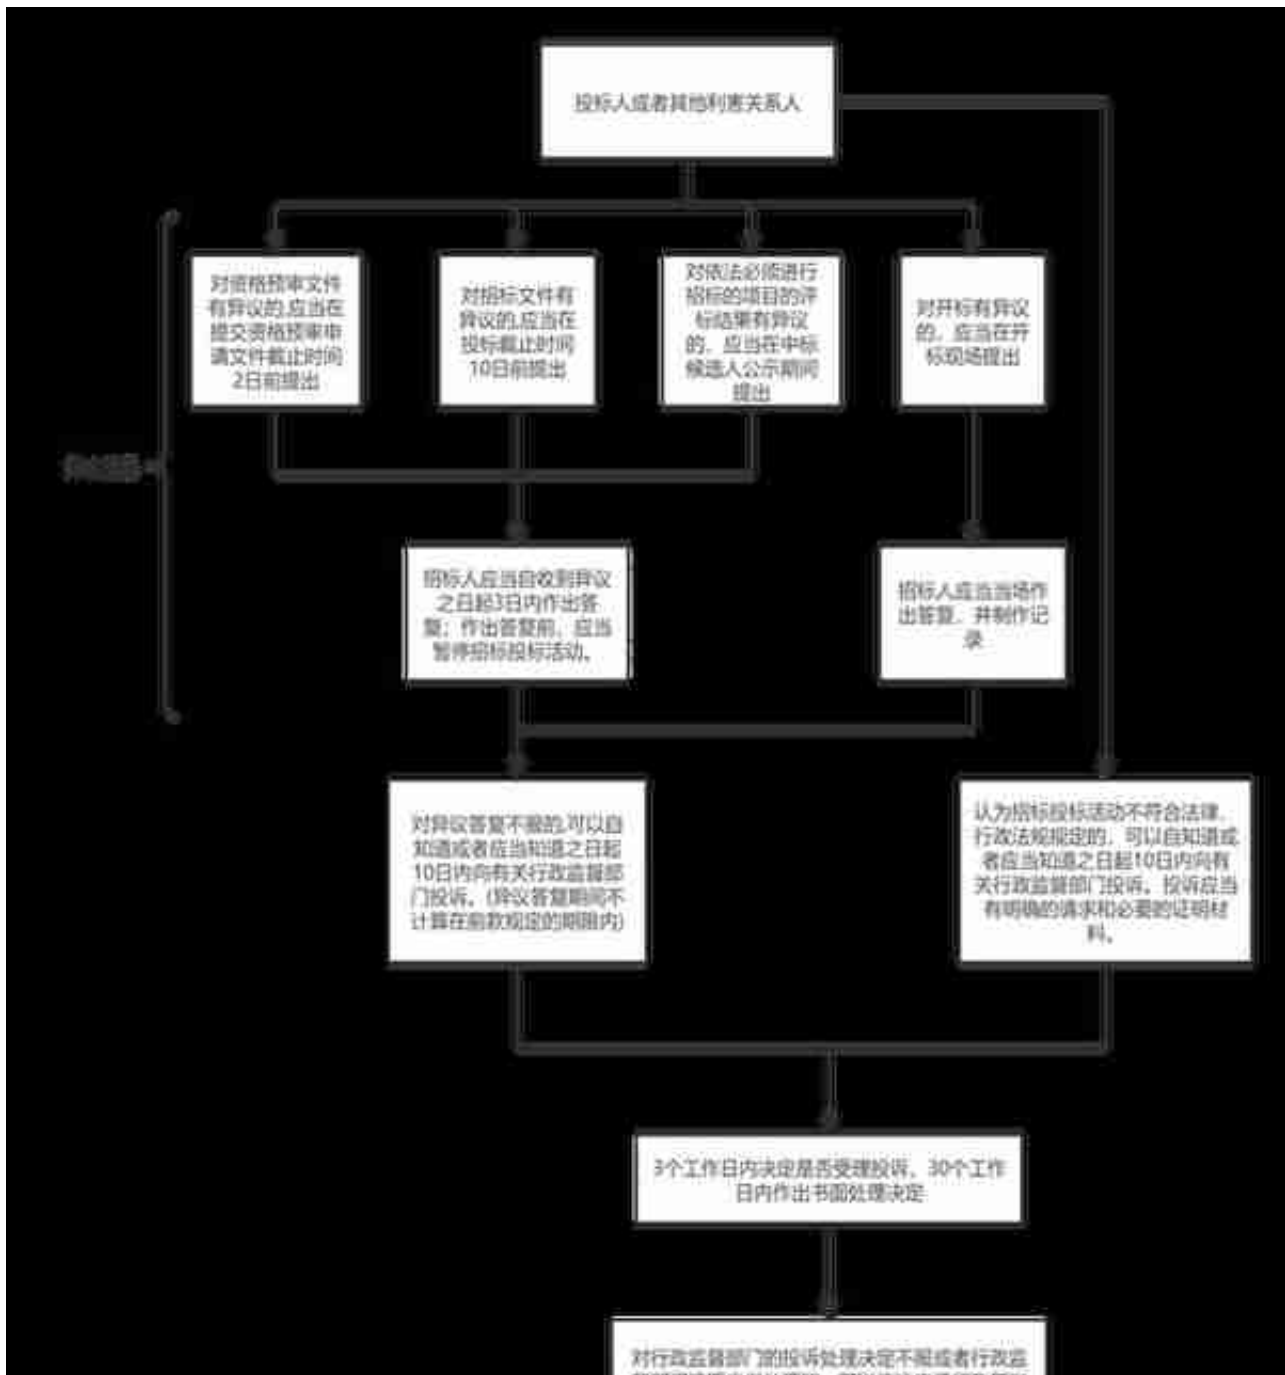 投标人或者其他利害关系人
对资格预审文件
有异议的,应当在
提交资格预审申
请文件截止时间
2日前提出
对招标文件有
异议的,应当在
投标截止时间
10日前提出
对依法必须进行
招标的项目的评
标结果有异议
的，应当在中标
候选人公示期间
提出
对开标有异议
的，应当在开
标现场提出
招标人应当自收到异议
之日起3日内作出答
复；作出答复前，应当
暂停招标投标活动。
招标人应当当场作
出答复，并制作记
录
对异议答复不服的,可以自
知道或者应当知道之日起
10日内向有关行政监督部
门投诉。(异议答复期间不
计算在前款规定的期限内)
认为招标投标活动不符合法律、
行政法规规定的，可以自知道或
者应当知道之日起10日内向有
关行政监督部门投诉。投诉应当
有明确的请求和必要的证明材
料。
3个工作日内决定是否受理投诉，30个工作
日内作出书面处理决定
对行政监督部门的投诉处理决定不服或者行政监